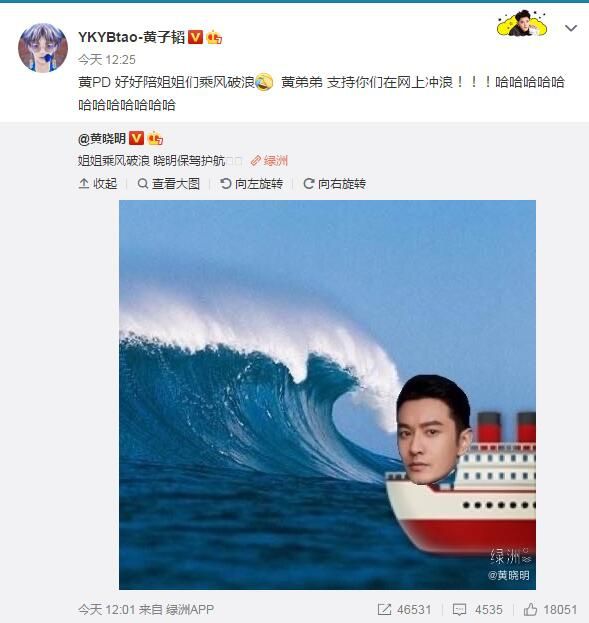 YKYBtao-黄子韬
今天 12:25
黄PD 好好陪姐姐们乘风破浪 黄弟弟 支持你们在网上冲浪！！！哈哈哈哈哈
哈哈哈哈哈哈哈
@黄晓明
姐姐乘风破浪 晓明保驾护航 绿洲
收起 查看大图 向左旋转 向右旋转
绿洲
@黄晓明
今天 12:01 来自 绿洲APP 46531 4535 18051